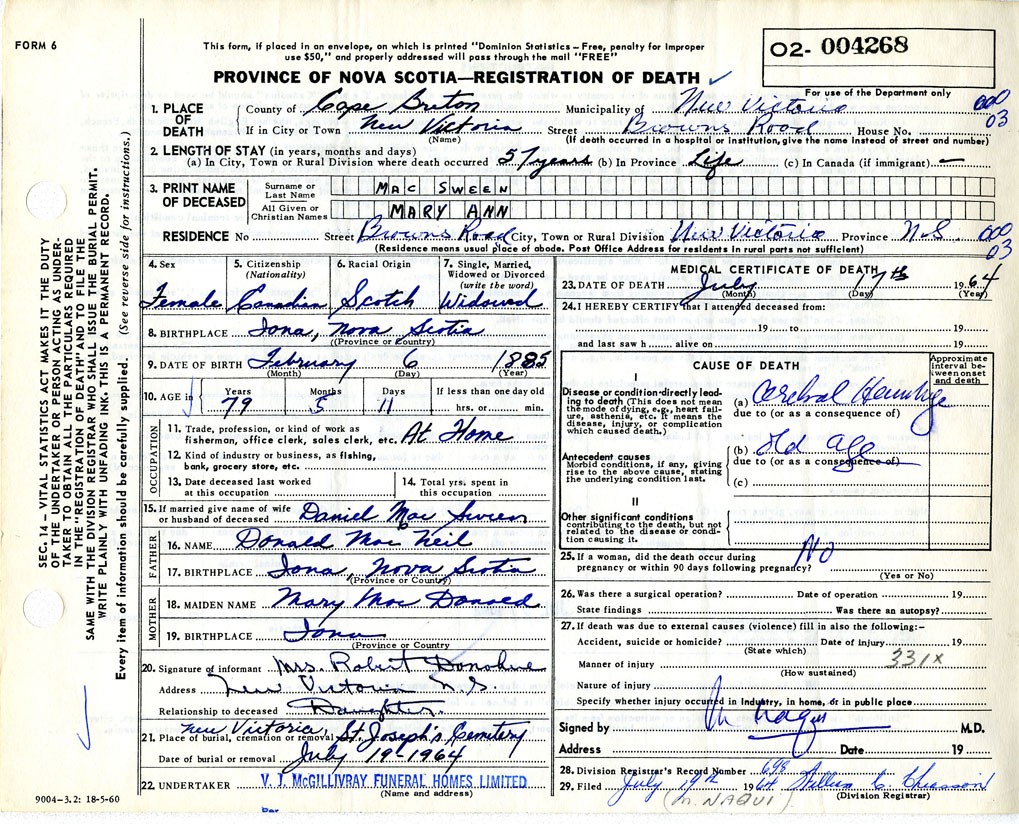 FORM 6
This form, if placed in an envelope, on which is printed "Dominion Statistics – Free, penalty for improper
use $50," and properly addressed will pass through the mail "FREE"
O2- 004268
For use of the Department only
PROVINCE OF NOVA SCOTIA—REGISTRATION OF DEATH ✓
1. PLACE OF DEATH
County of Cape Breton Municipality of New Victoria 000
If in City or Town New Victoria Street Browns Road House No. 03
(Name) (If death occurred in a hospital or institution, give the name instead of street and number)
2. LENGTH OF STAY (in years, months and days)
(a) In City, Town or Rural Division where death occurred 57 years (b) In Province Life (c) In Canada (if immigrant) —
3. PRINT NAME OF DECEASED
Surname or Last Name MAC SWEEN
All Given or Christian Names MARY ANN
RESIDENCE No Street Browns Road City, Town or Rural Division New Victoria Province N-S. 000
(Residence means usual place of abode. Post Office Address for residents in rural parts not sufficient) 03
4. Sex Female
5. Citizenship (Nationality) Canadian
6. Racial Origin Scotch
7. Single, Married, Widowed or Divorced (write the word) Widowed
8. BIRTHPLACE Iona, Nova Scotia
(Province or Country)
9. DATE OF BIRTH February 6 1885
(Month) (Day) (Year)
10. AGE in Years 79 Months 5 Days 11 If less than one day old hrs. or min.
OCCUPATION
11. Trade, profession, or kind of work as
fisherman, office clerk, sales clerk, etc. At Home
12. Kind of industry or business, as fishing,
bank, grocery store, etc.
13. Date deceased last worked
at this occupation
14. Total yrs. spent in
this occupation
15. If married give name of wife
or husband of deceased Daniel Mac Sween
FATHER
16. NAME Donald Mac Neil
17. BIRTHPLACE Iona, Nova Scotia
(Province or Country)
MOTHER
18. MAIDEN NAME Mary Mac Donald
19. BIRTHPLACE Iona
(Province or Country
20. Signature of informant Mrs. Robert Donohue
Address New Victoria N.S.
Relationship to deceased Daughter.
21. Place of burial, cremation or removal New Victoria, St. Joseph's Cemetery
Date of burial or removal July 19-1964
22. UNDERTAKER V. J. McGILLIVRAY FUNERAL HOMES LIMITED
(Name and address)
Per
MEDICAL CERTIFICATE OF DEATH
23. DATE OF DEATH July 17th 1964
(Month) (Day) (Year)
24. I HEREBY CERTIFY that I attended deceased from:
19 to 19
and last saw h alive on 19
CAUSE OF DEATH
Approximate interval between onset and death
I
Disease or condition directly leading to death (This does not mean
the mode of dying, e.g., heart failure, asthenia, etc. It means the
disease, injury, or complication
which caused death.)
(a) Cerebral
due to (or as a consequence of)
Antecedent causes
Morbid conditions, if any, giving
rise to the above cause, stating
the underlying condition last.
(b) Old age
due to (or as a consequence of)
(c)
II
Other significant conditions
contributing to the death, but not
related to the disease or condition causing it.
25. If a woman, did the death occur during
pregnancy or within 90 days following pregnancy? No
(Yes or No)
26. Was there a surgical operation? Date of operation 19
State findings Was there an autopsy?
27. If death was due to external causes (violence) fill in also the following:–
Accident, suicide or homicide? Date of injury 19
(State which)
Manner of injury 331X
(How sustained)
Nature of injury
Specify whether injury occurred in industry, in home, or in public place
Signed by M. Naqui M.D.
Address Date 19
28. Division Registrar's Record Number 698
29. Filed July 19th 1964 William C. Chiasson
(M. NAQUI) (Division Registrar)
SEC. 14 – VITAL STATISTICS ACT MAKES IT THE DUTY
OF THE UNDERTAKER OR PERSON ACTING AS UNDERTAKER TO OBTAIN ALL THE PARTICULARS REQUIRED
IN THE "REGISTRATION OF DEATH" AND TO FILE THE
SAME WITH THE DIVISION REGISTRAR WHO SHALL ISSUE THE BURIAL PERMIT.
WRITE PLAINLY WITH UNFADING INK. THIS IS A PERMANENT RECORD.
Every item of information should be carefully supplied. (See reverse side for instructions.)
9004-3.2: 18-5-60